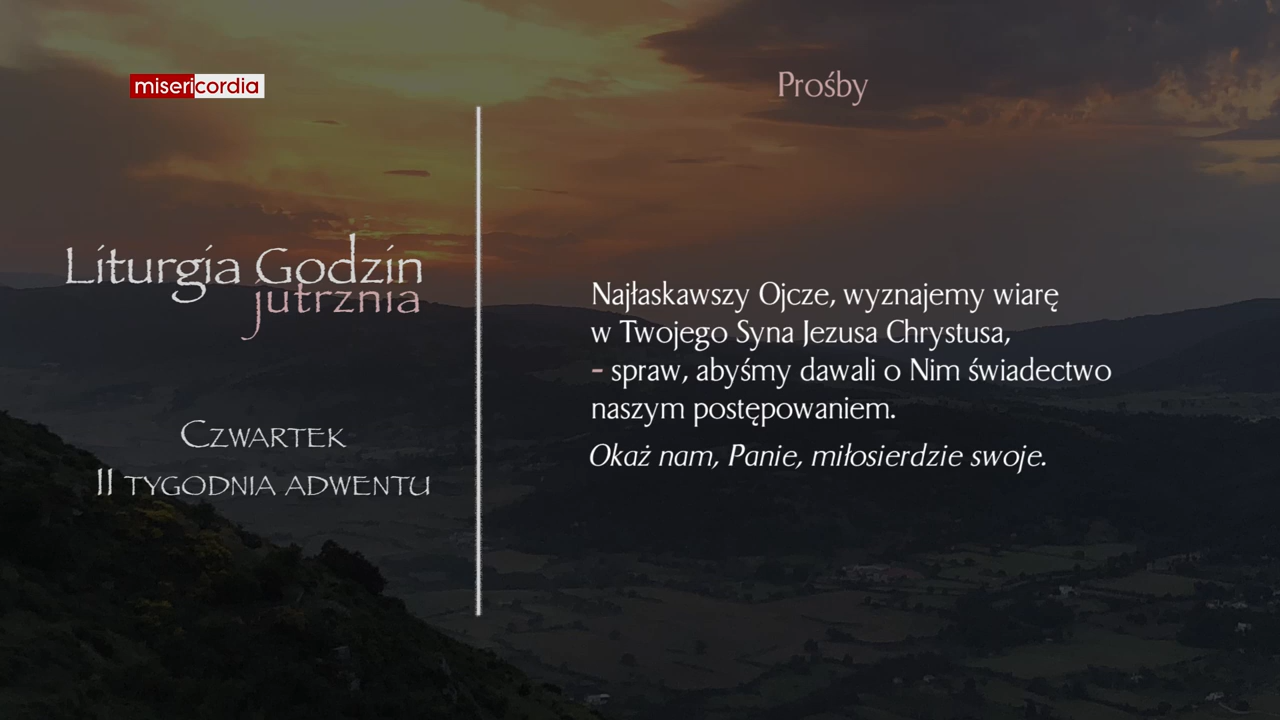 misericordia
Liturgia Godzin
jutrznia
Czwartek
II tygodnia adwentu
Prośby
Najłaskawszy Ojcze, wyznajemy wiarę
w Twojego Syna Jezusa Chrystusa,
- spraw, abyśmy dawali o Nim świadectwo
naszym postępowaniem.
Okaż nam, Panie, miłosierdzie swoje.